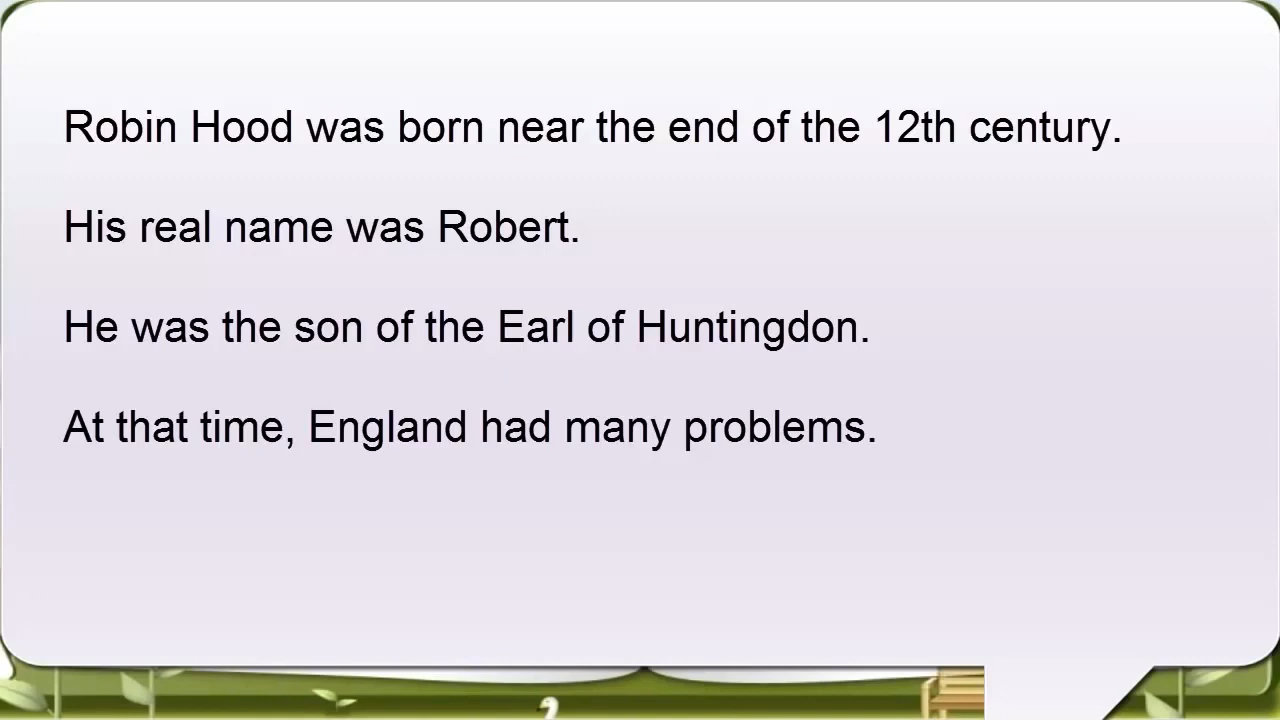 Robin Hood was born near the end of the 12th century.
His real name was Robert.
He was the son of the Earl of Huntingdon.
At that time, England had many problems.